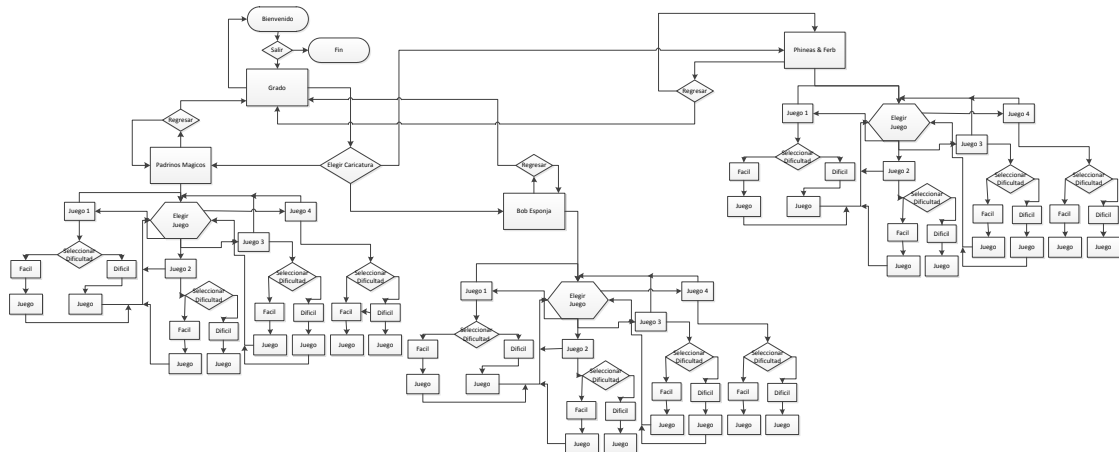 Bienvenido
Salir
Fin
Grado
Regresar
Padrinos Magicos
Elegir Caricatura
Regresar
Bob Esponja
Phineas & Ferb
Regresar
Juego 1
Elegir
Juego
Juego 4
Juego 3
Juego 2
Seleccionar
Dificultad
Facil
Dificil
Juego
Juego
Seleccionar
Dificultad
Facil
Dificil
Juego
Juego
Seleccionar
Dificultad
Facil
Dificil
Juego
Juego
Seleccionar
Dificultad
Facil
Dificil
Juego
Juego
Juego 1
Elegir
Juego
Juego 4
Juego 3
Juego 2
Seleccionar
Dificultad
Facil
Dificil
Juego
Juego
Seleccionar
Dificultad
Facil
Dificil
Juego
Juego
Seleccionar
Dificultad
Facil
Dificil
Juego
Juego
Seleccionar
Dificultad
Facil
Dificil
Juego
Juego
Juego 1
Elegir
Juego
Juego 4
Juego 3
Juego 2
Seleccionar
Dificultad
Facil
Dificil
Juego
Juego
Seleccionar
Dificultad
Facil
Dificil
Juego
Juego
Seleccionar
Dificultad
Facil
Dificil
Juego
Juego
Seleccionar
Dificultad
Facil
Dificil
Juego
Juego